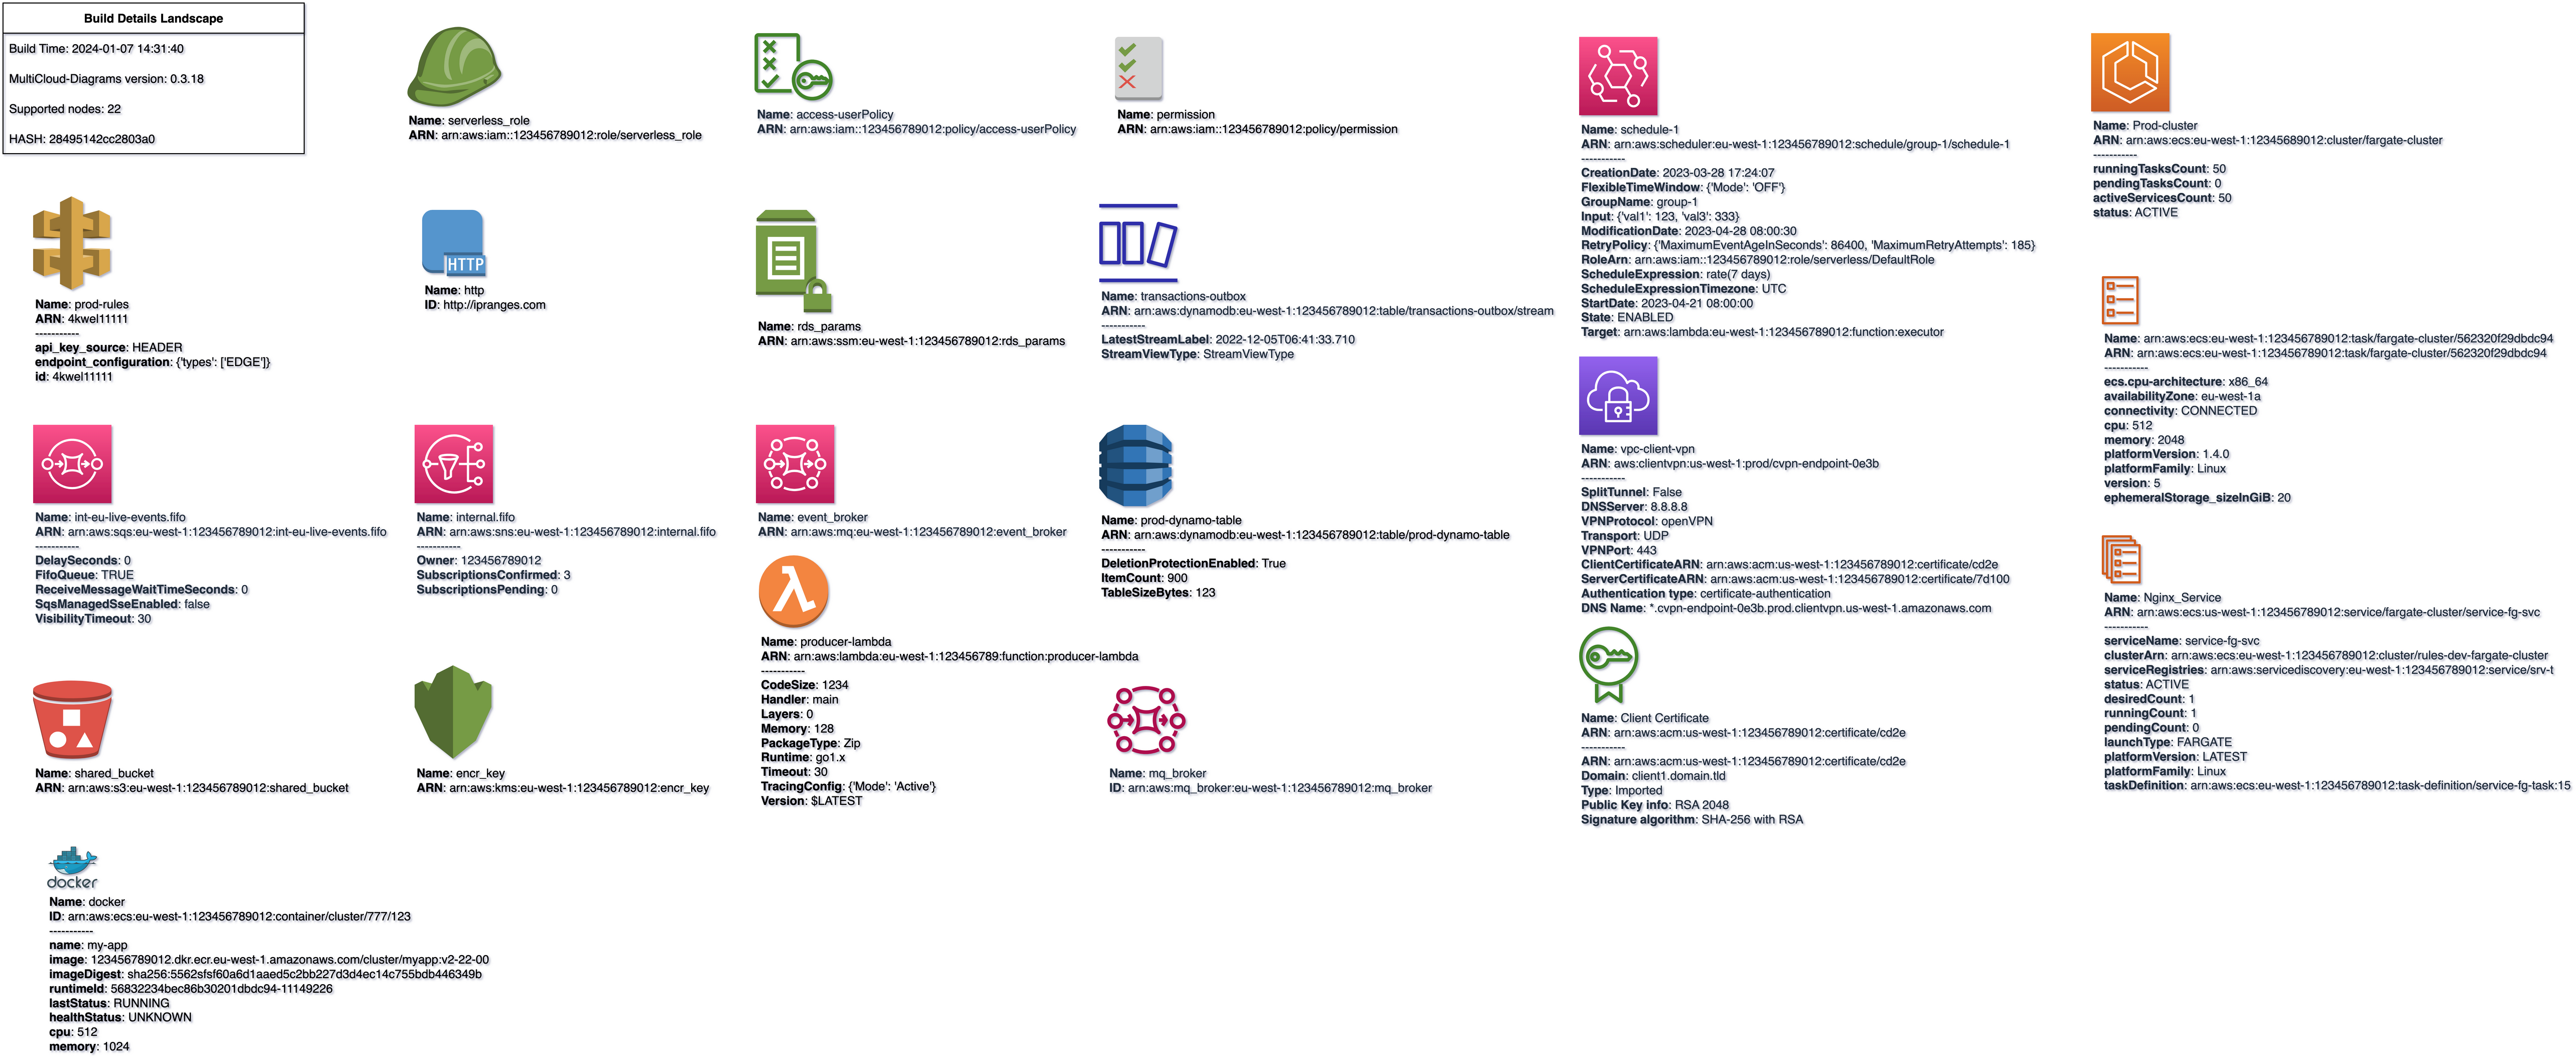 Build Details Landscape
Build Time: 2024-01-07 14:31:40
MultiCloud-Diagrams version: 0.3.18
Supported nodes: 22
HASH: 28495142cc2803a0
Name: serverless_role
ARN: arn:aws:iam::123456789012:role/serverless_role
Name: access-userPolicy
ARN: arn:aws:iam::123456789012:policy/access-userPolicy
Name: permission
ARN: arn:aws:iam::123456789012:policy/permission
Name: schedule-1
ARN: arn:aws:scheduler:eu-west-1:123456789012:schedule/group-1/schedule-1
-----------
CreationDate: 2023-03-28 17:24:07
FlexibleTimeWindow: {'Mode': 'OFF'}
GroupName: group-1
Input: {'val1': 123, 'val3': 333}
ModificationDate: 2023-04-28 08:00:30
RetryPolicy: {'MaximumEventAgeInSeconds': 86400, 'MaximumRetryAttempts': 185}
RoleArn: arn:aws:iam::123456789012:role/serverless/DefaultRole
ScheduleExpression: rate(7 days)
ScheduleExpressionTimezone: UTC
StartDate: 2023-04-21 08:00:00
State: ENABLED
Target: arn:aws:lambda:eu-west-1:123456789012:function:executor
Name: Prod-cluster
ARN: arn:aws:ecs:eu-west-1:12345689012:cluster/fargate-cluster
-----------
runningTasksCount: 50
pendingTasksCount: 0
activeServicesCount: 50
status: ACTIVE
Name: prod-rules
ARN: 4kwel11111
-----------
api_key_source: HEADER
endpoint_configuration: {'types': ['EDGE']}
id: 4kwel11111
HTTP
Name: http
ID: http://ipranges.com
Name: rds_params
ARN: arn:aws:ssm:eu-west-1:123456789012:rds_params
Name: transactions-outbox
ARN: arn:aws:dynamodb:eu-west-1:123456789012:table/transactions-outbox/stream
-----------
LatestStreamLabel: 2022-12-05T06:41:33.710
StreamViewType: StreamViewType
Name: arn:aws:ecs:eu-west-1:123456789012:task/fargate-cluster/562320f29dbdc94
ARN: arn:aws:ecs:eu-west-1:123456789012:task/fargate-cluster/562320f29dbdc94
-----------
ecs.cpu-architecture: x86_64
availabilityZone: eu-west-1a
connectivity: CONNECTED
cpu: 512
memory: 2048
platformVersion: 1.4.0
platformFamily: Linux
version: 5
ephemeralStorage_sizeInGiB: 20
Name: int-eu-live-events.fifo
ARN: arn:aws:sqs:eu-west-1:123456789012:int-eu-live-events.fifo
-----------
DelaySeconds: 0
FifoQueue: TRUE
ReceiveMessageWaitTimeSeconds: 0
SqsManagedSseEnabled: false
VisibilityTimeout: 30
Name: internal.fifo
ARN: arn:aws:sns:eu-west-1:123456789012:internal.fifo
-----------
Owner: 123456789012
SubscriptionsConfirmed: 3
SubscriptionsPending: 0
Name: event_broker
ARN: arn:aws:mq:eu-west-1:123456789012:event_broker
Name: prod-dynamo-table
ARN: arn:aws:dynamodb:eu-west-1:123456789012:table/prod-dynamo-table
-----------
DeletionProtectionEnabled: True
ItemCount: 900
TableSizeBytes: 123
Name: vpc-client-vpn
ARN: aws:clientvpn:us-west-1:prod/cvpn-endpoint-0e3b
-----------
SplitTunnel: False
DNSServer: 8.8.8.8
VPNProtocol: openVPN
Transport: UDP
VPNPort: 443
ClientCertificateARN: arn:aws:acm:us-west-1:123456789012:certificate/cd2e
ServerCertificateARN: arn:aws:acm:us-west-1:123456789012:certificate/7d100
Authentication type: certificate-authentication
DNS Name: *.cvpn-endpoint-0e3b.prod.clientvpn.us-west-1.amazonaws.com
Name: Nginx_Service
ARN: arn:aws:ecs:us-west-1:123456789012:service/fargate-cluster/service-fg-svc
-----------
serviceName: service-fg-svc
clusterArn: arn:aws:ecs:eu-west-1:123456789012:cluster/rules-dev-fargate-cluster
serviceRegistries: arn:aws:servicediscovery:eu-west-1:123456789012:service/srv-t
status: ACTIVE
desiredCount: 1
runningCount: 1
pendingCount: 0
launchType: FARGATE
platformVersion: LATEST
platformFamily: Linux
taskDefinition: arn:aws:ecs:eu-west-1:123456789012:task-definition/service-fg-task:15
Name: shared_bucket
ARN: arn:aws:s3:eu-west-1:123456789012:shared_bucket
Name: encr_key
ARN: arn:aws:kms:eu-west-1:123456789012:encr_key
Name: producer-lambda
ARN: arn:aws:lambda:eu-west-1:123456789:function:producer-lambda
-----------
CodeSize: 1234
Handler: main
Layers: 0
Memory: 128
PackageType: Zip
Runtime: go1.x
Timeout: 30
TracingConfig: {'Mode': 'Active'}
Version: $LATEST
Name: mq_broker
ID: arn:aws:mq_broker:eu-west-1:123456789012:mq_broker
Name: Client Certificate
ARN: arn:aws:acm:us-west-1:123456789012:certificate/cd2e
-----------
ARN: arn:aws:acm:us-west-1:123456789012:certificate/cd2e
Domain: client1.domain.tld
Type: Imported
Public Key info: RSA 2048
Signature algorithm: SHA-256 with RSA
docker
Name: docker
ID: arn:aws:ecs:eu-west-1:123456789012:container/cluster/777/123
-----------
name: my-app
image: 123456789012.dkr.ecr.eu-west-1.amazonaws.com/cluster/myapp:v2-22-00
imageDigest: sha256:5562sfsf60a6d1aaed5c2bb227d3d4ec14c755bdb446349b
runtimeId: 56832234bec86b30201dbdc94-11149226
lastStatus: RUNNING
healthStatus: UNKNOWN
cpu: 512
memory: 1024